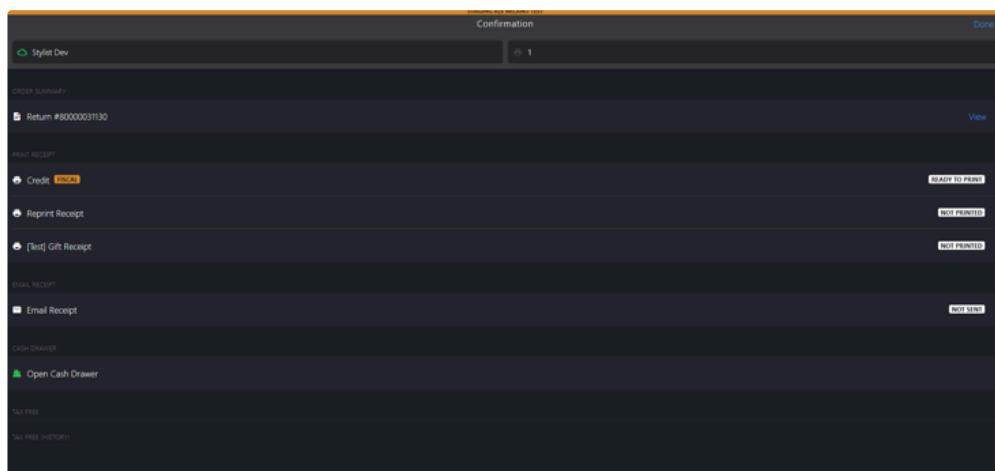 Confirmation
Done
Stylist Dev
1
ORDER SUMMARY
Return #80000031130
View
PRINT RECEIPT
Credit FISCAL
READY TO PRINT
Reprint Receipt
NOT PRINTED
[Test] Gift Receipt
NOT PRINTED
EMAIL RECEIPT
Email Receipt
NOT SENT
CASH DRAWER
Open Cash Drawer
TAX FREE
TAX FREE (HISTORY)